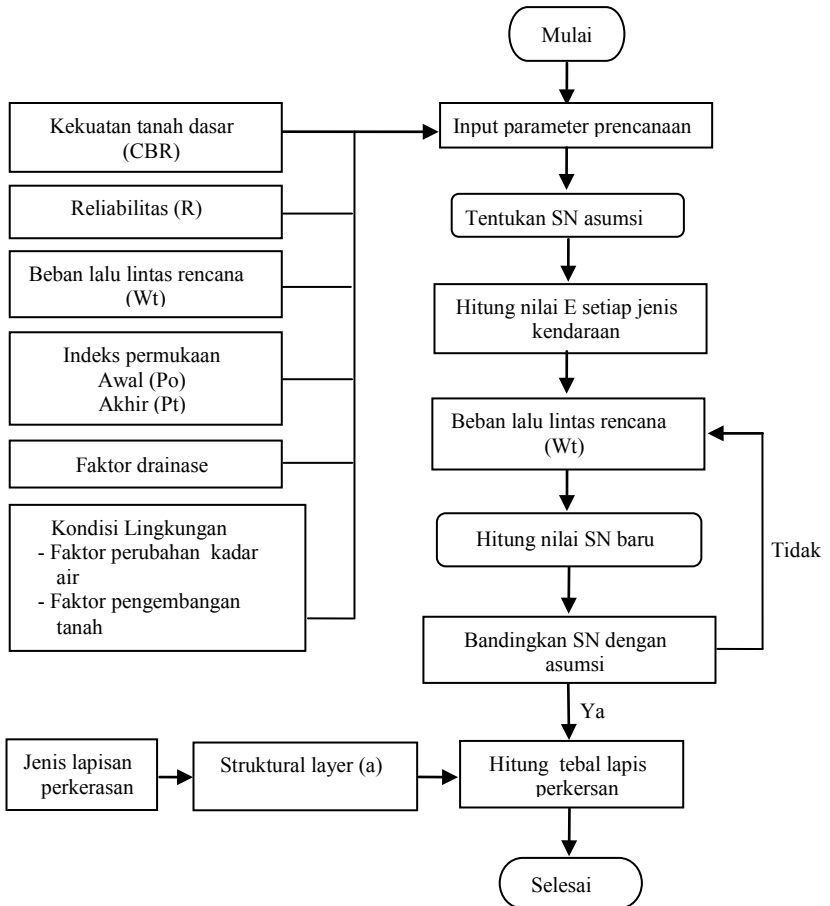 Mulai
Kekuatan tanah dasar
(CBR)
Input parameter prencanaan
Reliabilitas (R)
Tentukan SN asumsi
Beban lalu lintas rencana
(Wt)
Hitung nilai E setiap jenis
kendaraan
Indeks permukaan
Awal (Po)
Akhir (Pt)
Beban lalu lintas rencana
(Wt)
Faktor drainase
Kondisi Lingkungan
- Faktor perubahan kadar
air
- Faktor pengembangan
tanah
Hitung nilai SN baru
Tidak
Bandingkan SN dengan
asumsi
Ya
Jenis lapisan
perkerasan
Struktural layer (a)
Hitung tebal lapis
perkersan
Selesai